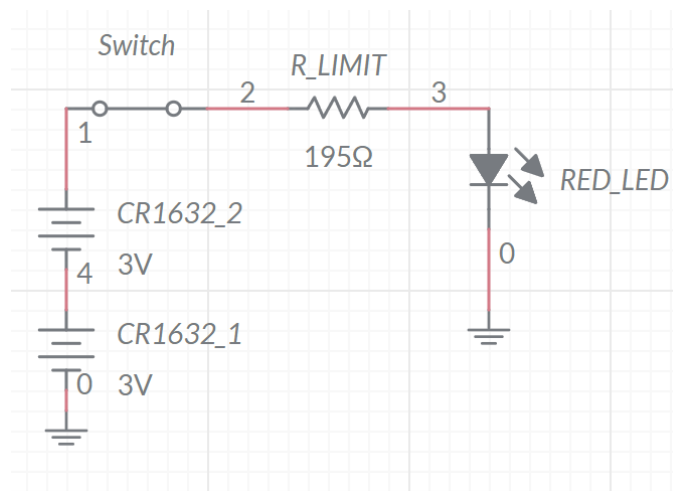 Switch
R_LIMIT
2
3
1
195Ω
RED_LED
CR1632_2
3V
0
4
CR1632_1
0
3V